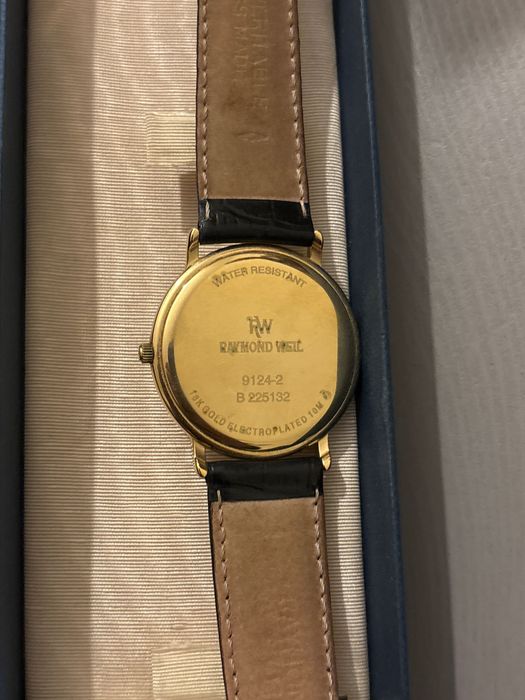 WATER RESISTANT
RW
RAYMOND WEIL
9124-2
B 225132
18K GOLD ELECTROPLATED 10M